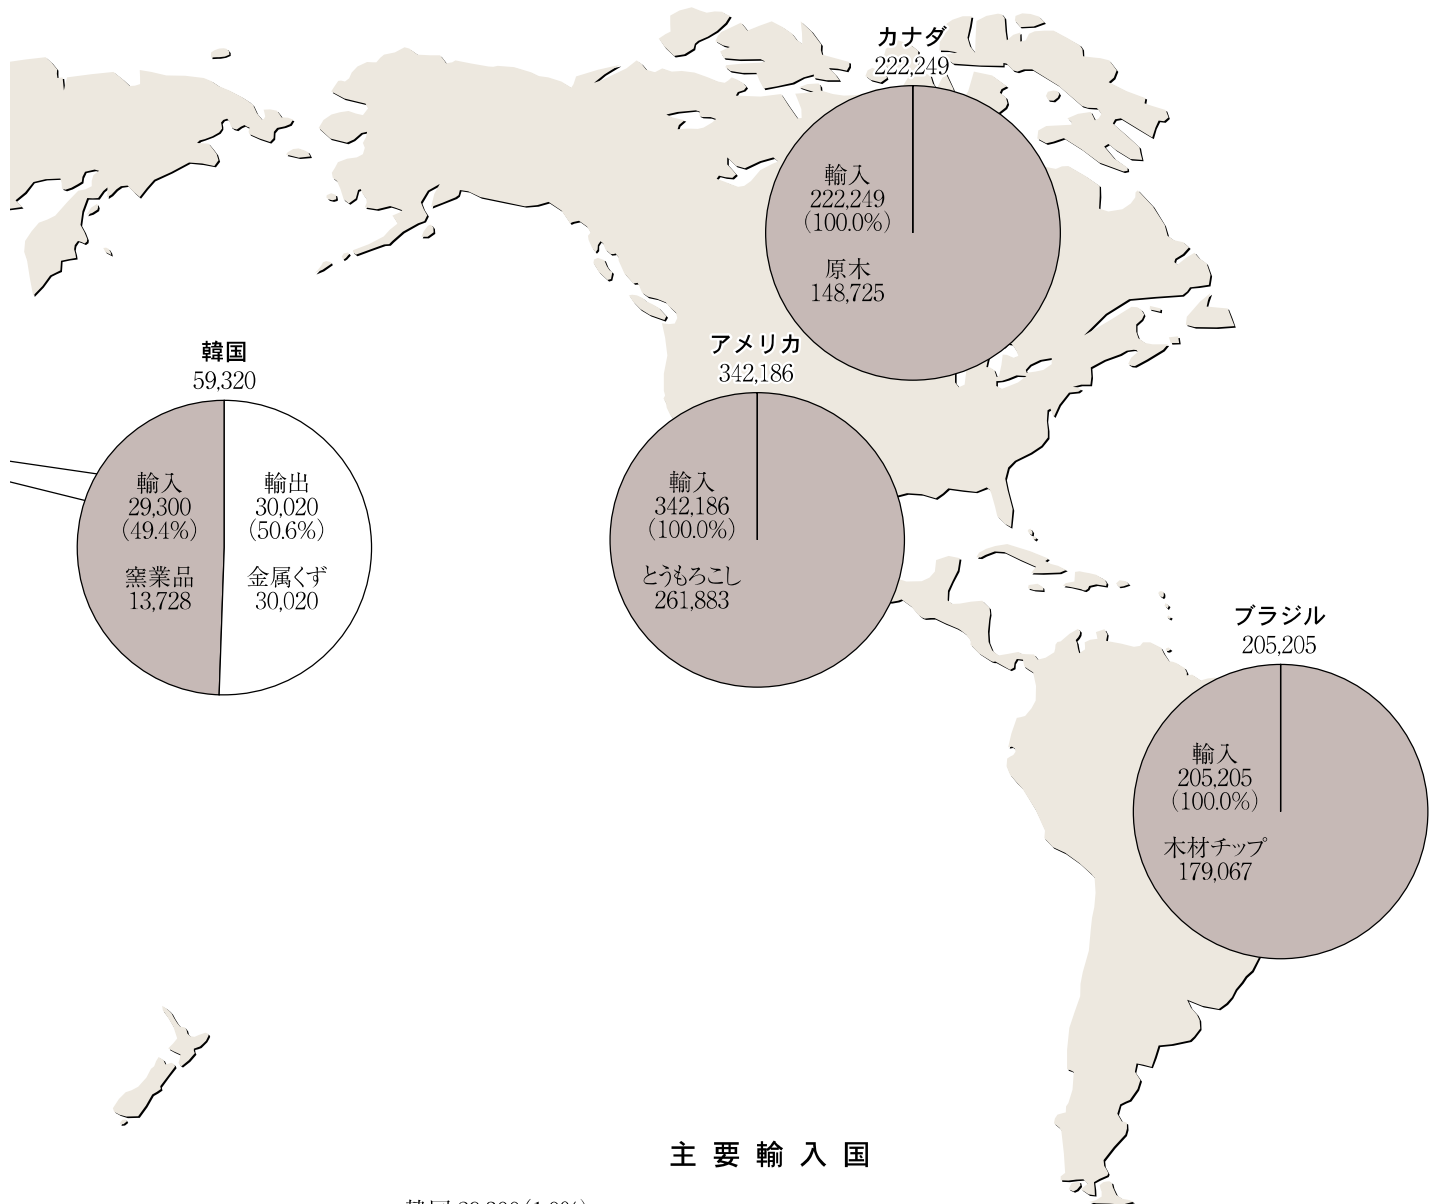 カナダ
222,249
輸入
222,249
(100.0%)
原木
148,725
韓国
59,320
輸入
29,300
(49.4%)
窯業品
13,728
輸出
30,020
(50.6%)
金属くず
30,020
アメリカ
342,186
輸入
342,186
(100.0%)
とうもろこし
261,883
ブラジル
205,205
輸入
205,205
(100.0%)
木材チップ
179,067
主要輸入国